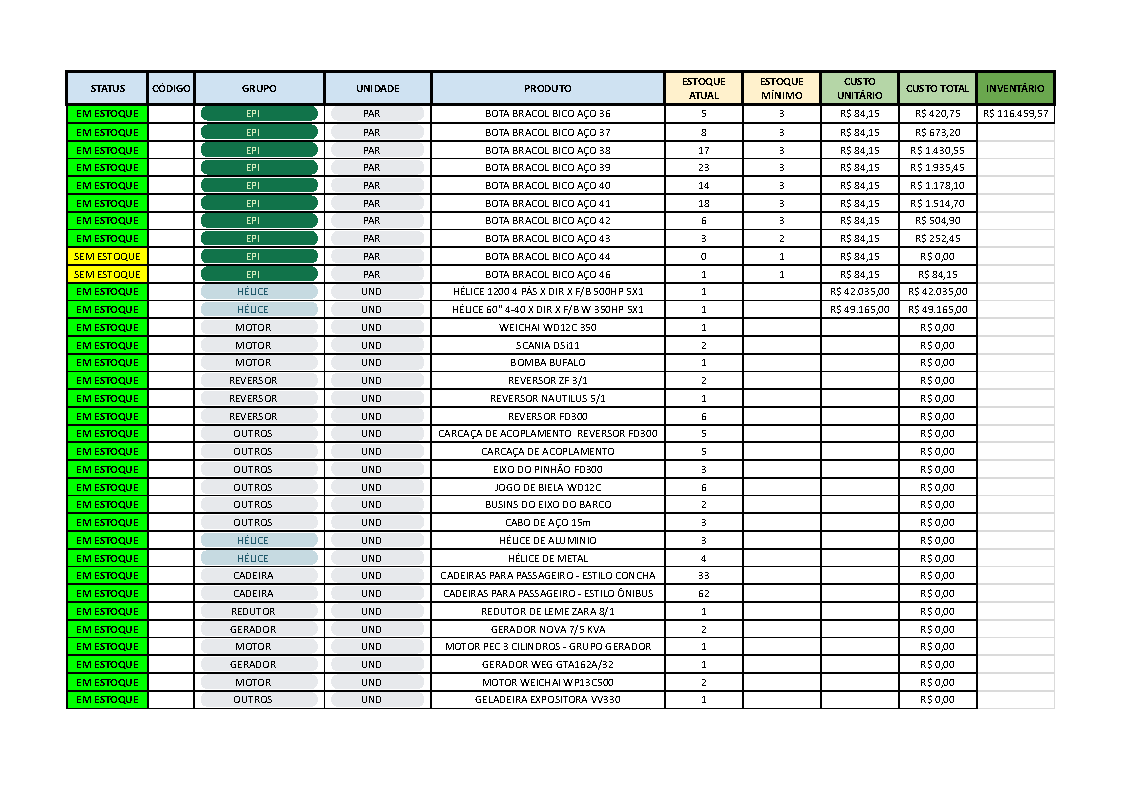 STATUS CÓDIGO GRUPO UNIDADE PRODUTO ESTOQUE ATUAL ESTOQUE MÍNIMO CUSTO UNITÁRIO CUSTO TOTAL INVENTÁRIO
EM ESTOQUE EPI PAR BOTA BRACOL BICO AÇO 36 5 3 R$ 84,15 R$ 420,75 R$ 116.459,57
EM ESTOQUE EPI PAR BOTA BRACOL BICO AÇO 37 8 3 R$ 84,15 R$ 673,20
EM ESTOQUE EPI PAR BOTA BRACOL BICO AÇO 38 17 3 R$ 84,15 R$ 1.430,55
EM ESTOQUE EPI PAR BOTA BRACOL BICO AÇO 39 23 3 R$ 84,15 R$ 1.935,45
EM ESTOQUE EPI PAR BOTA BRACOL BICO AÇO 40 14 3 R$ 84,15 R$ 1.178,10
EM ESTOQUE EPI PAR BOTA BRACOL BICO AÇO 41 18 3 R$ 84,15 R$ 1.514,70
EM ESTOQUE EPI PAR BOTA BRACOL BICO AÇO 42 6 3 R$ 84,15 R$ 504,90
EM ESTOQUE EPI PAR BOTA BRACOL BICO AÇO 43 3 2 R$ 84,15 R$ 252,45
SEM ESTOQUE EPI PAR BOTA BRACOL BICO AÇO 44 0 1 R$ 84,15 R$ 0,00
SEM ESTOQUE EPI PAR BOTA BRACOL BICO AÇO 46 1 1 R$ 84,15 R$ 84,15
EM ESTOQUE HÉLICE UND HÉLICE 1200 4 PÁS X DIR X F/B 500HP 5X1 1 R$ 42.035,00 R$ 42.035,00
EM ESTOQUE HÉLICE UND HÉLICE 60" 4-40 X DIR X F/B W 350HP 5X1 1 R$ 49.165,00 R$ 49.165,00
EM ESTOQUE MOTOR UND WEICHAI WD12C 350 1 R$ 0,00
EM ESTOQUE MOTOR UND SCANIA DSi11 2 R$ 0,00
EM ESTOQUE MOTOR UND BOMBA BUFALO 1 R$ 0,00
EM ESTOQUE REVERSOR UND REVERSOR ZF 3/1 2 R$ 0,00
EM ESTOQUE REVERSOR UND REVERSOR NAUTILUS 5/1 1 R$ 0,00
EM ESTOQUE REVERSOR UND REVERSOR FD300 6 R$ 0,00
EM ESTOQUE OUTROS UND CARCAÇA DE ACOPLAMENTO REVERSOR FD300 5 R$ 0,00
EM ESTOQUE OUTROS UND CARCAÇA DE ACOPLAMENTO 5 R$ 0,00
EM ESTOQUE OUTROS UND EIXO DO PINHÃO FD300 3 R$ 0,00
EM ESTOQUE OUTROS UND JOGO DE BIELA WD12C 6 R$ 0,00
EM ESTOQUE OUTROS UND BUSINS DO EIXO DO BARCO 2 R$ 0,00
EM ESTOQUE OUTROS UND CABO DE AÇO 15m 3 R$ 0,00
EM ESTOQUE HÉLICE UND HÉLICE DE ALUMINIO 3 R$ 0,00
EM ESTOQUE HÉLICE UND HÉLICE DE METAL 4 R$ 0,00
EM ESTOQUE CADEIRA UND CADEIRAS PARA PASSAGEIRO - ESTILO CONCHA 33 R$ 0,00
EM ESTOQUE CADEIRA UND CADEIRAS PARA PASSAGEIRO - ESTILO ÔNIBUS 62 R$ 0,00
EM ESTOQUE REDUTOR UND REDUTOR DE LEME ZARA 8/1 1 R$ 0,00
EM ESTOQUE GERADOR UND GERADOR NOVA 7/5 KVA 2 R$ 0,00
EM ESTOQUE MOTOR UND MOTOR PEC 3 CILINDROS - GRUPO GERADOR 1 R$ 0,00
EM ESTOQUE GERADOR UND GERADOR WEG GTA162A/32 1 R$ 0,00
EM ESTOQUE MOTOR UND MOTOR WEICHAI WP13C500 2 R$ 0,00
EM ESTOQUE OUTROS UND GELADEIRA EXPOSITORA VV330 1 R$ 0,00